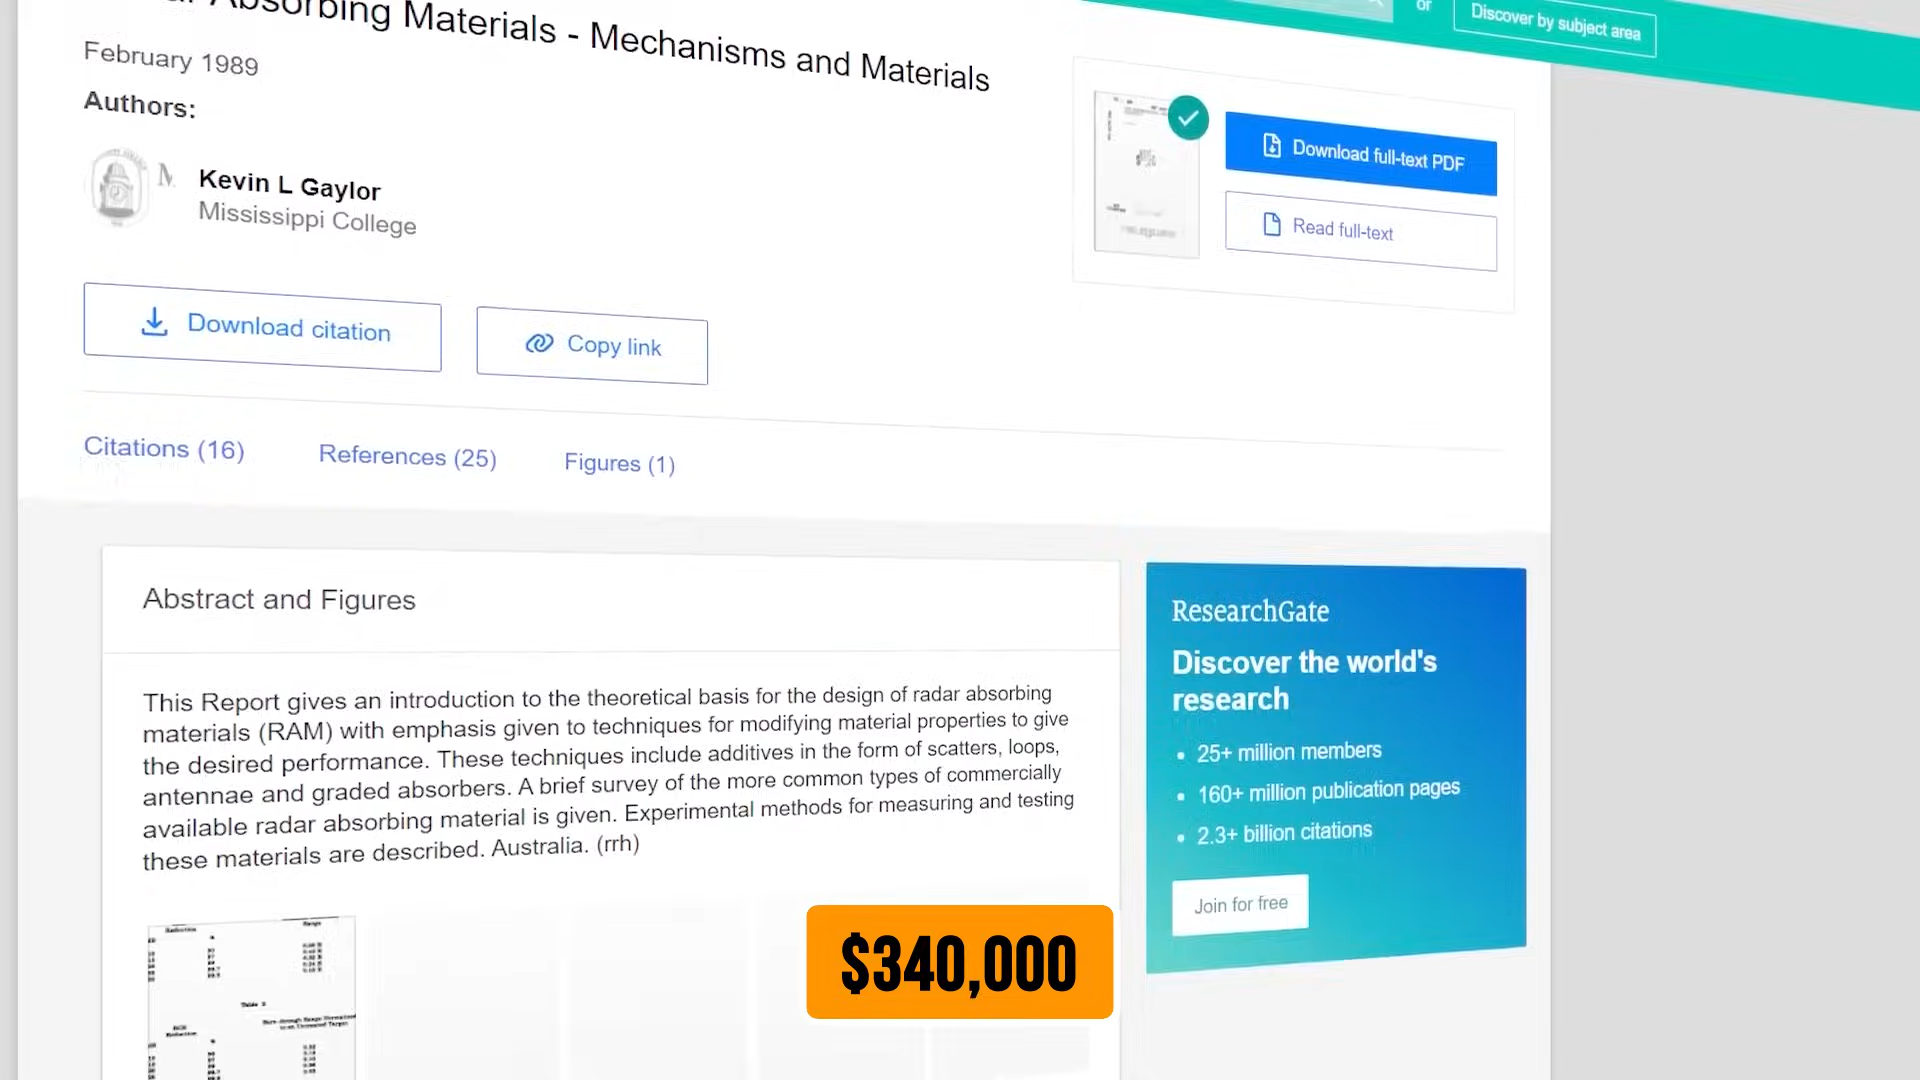 Absorbing Materials - Mechanisms and Materials
or
Discover by subject area
February 1989
Authors:
Kevin L Gaylor
Mississippi College
Download full-text PDF
Read full-text
Download citation
Copy link
Citations (16)
References (25)
Figures (1)
Abstract and Figures
This Report gives an introduction to the theoretical basis for the design of radar absorbing
materials (RAM) with emphasis given to techniques for modifying material properties to give
the desired performance. These techniques include additives in the form of scatters, loops,
antennae and graded absorbers. A brief survey of the more common types of commercially
available radar absorbing material is given. Experimental methods for measuring and testing
these materials are described. Australia. (rrh)
ResearchGate
Discover the world's
research
• 25+ million members
• 160+ million publication pages
• 2.3+ billion citations
Join for free
$340,000